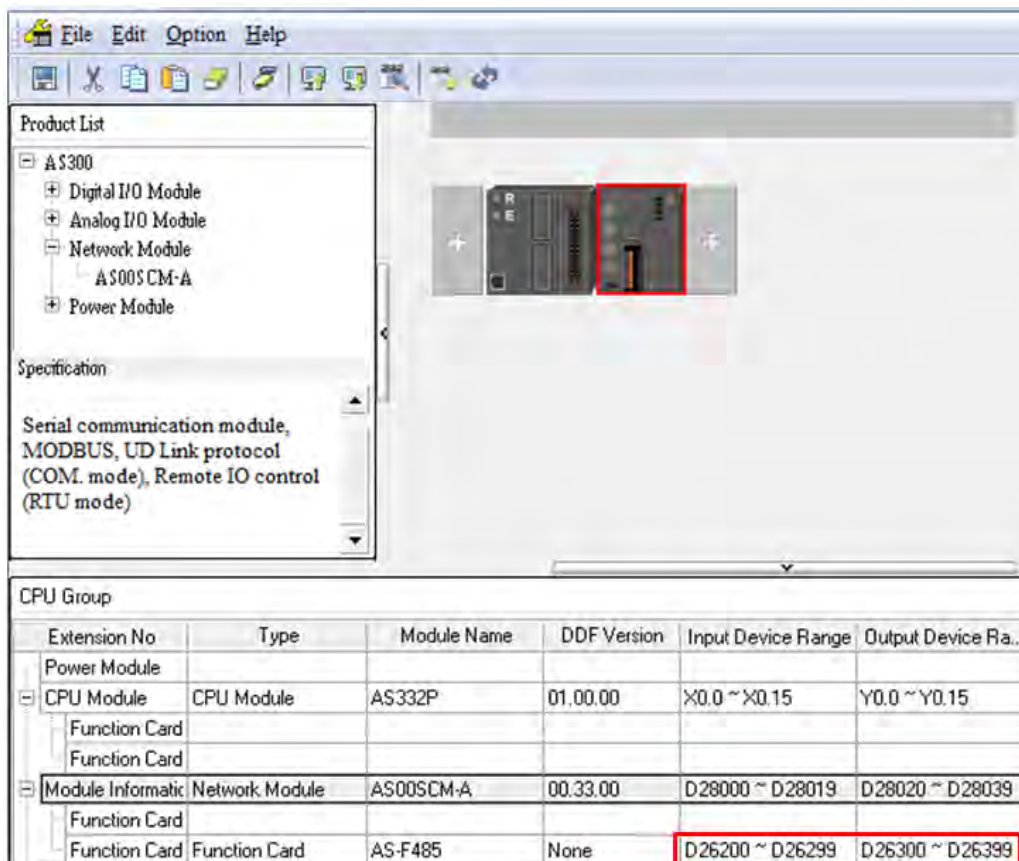 File Edit Option Help
Product List
AS300
Digital I/O Module
Analog I/O Module
Network Module
AS00SCM-A
Power Module
R
E
Specification
Serial communication module,
MODBUS, UD Link protocol
(COM. mode), Remote IO control
(RTU mode)
CPU Group
Extension No Type Module Name DDF Version Input Device Range Output Device Ra..
Power Module
CPU Module CPU Module AS332P 01.00.00 X0.0 ~ X0.15 Y0.0 ~ Y0.15
Function Card
Function Card
Module Informatic Network Module AS00SCM-A 00.33.00 D28000 ~ D28019 D28020 ~ D28039
Function Card
Function Card Function Card AS-F485 None D26200 ~ D26299 D26300 ~ D26399